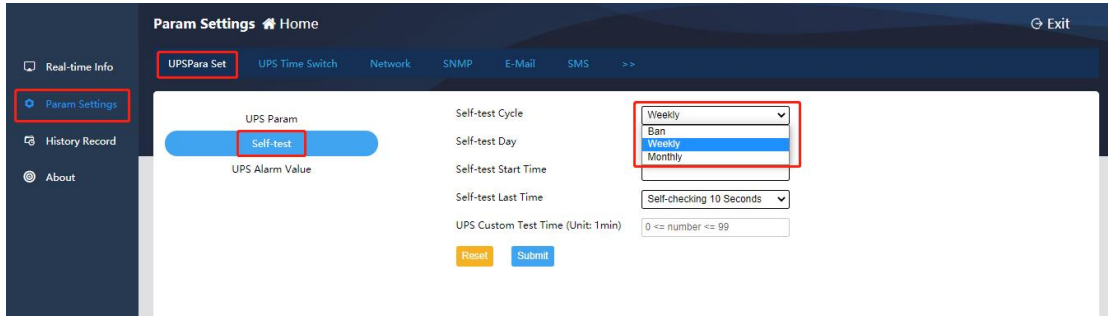 Param Settings Home
Exit
Real-time Info
Param Settings
History Record
About
UPSPara Set UPS Time Switch Network SNMP E-Mail SMS >>
UPS Param
Self-test
UPS Alarm Value
Self-test Cycle Weekly
Ban
Weekly
Monthly
Self-test Day
Self-test Start Time
Self-test Last Time Self-checking 10 Seconds
UPS Custom Test Time (Unit: 1min) 0 <= number <= 99
Reset Submit